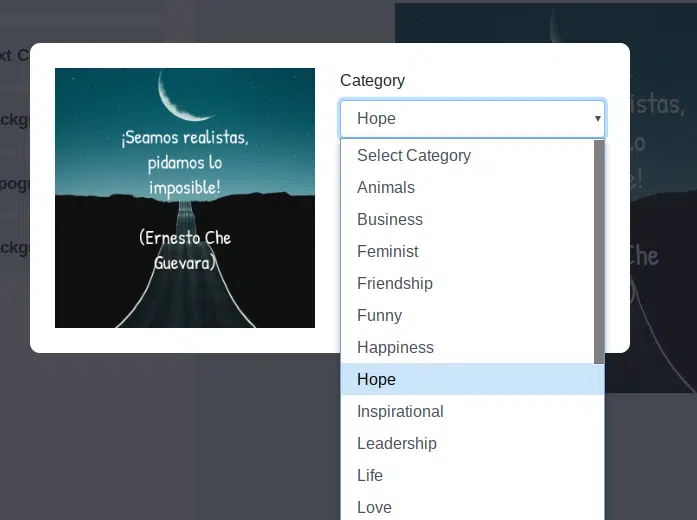 ¡Seamos realistas,
pidamos lo
imposible!
(Ernesto Che
Guevara)
Category
Hope
Select Category
Animals
Business
Feminist
Friendship
Funny
Happiness
Hope
Inspirational
Leadership
Life
Love